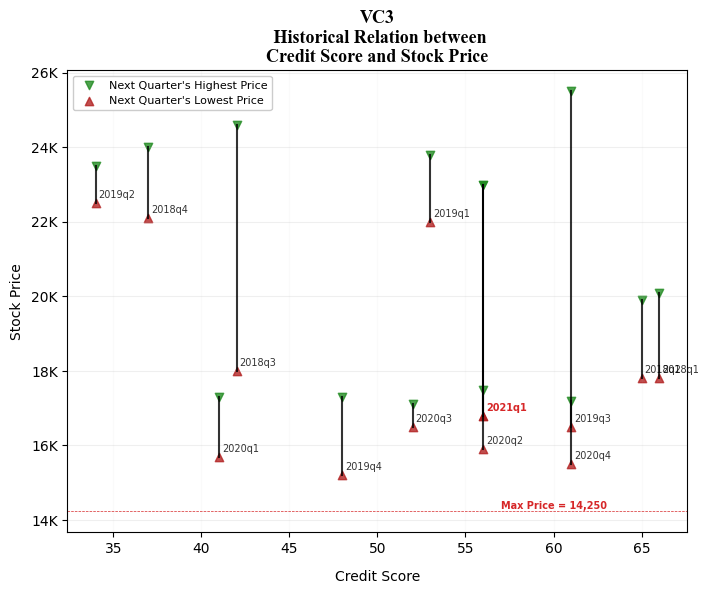 VC3
Historical Relation between
Credit Score and Stock Price
Next Quarter's Highest Price
Next Quarter's Lowest Price
26K
24K
22K
20K
18K
16K
14K
Stock Price
2019q2
2018q4
2018q3
2020q1
2019q4
2019q1
2020q3
2021q1
2020q2
2019q3
2020q4
2018q1
Max Price = 14,250
35
40
45
50
55
60
65
Credit Score